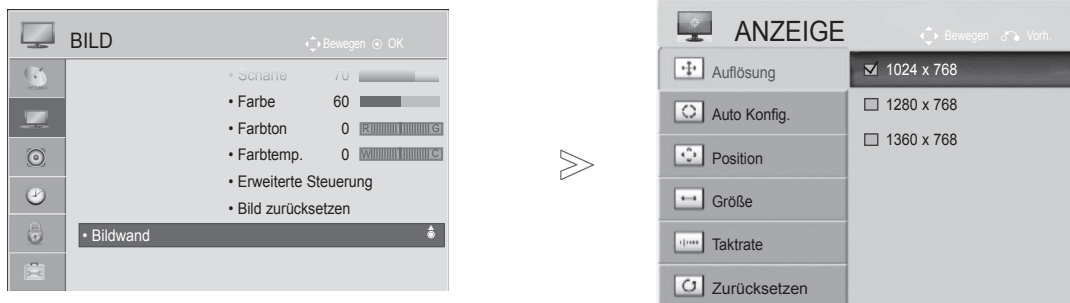 BILD
Bewegen OK
• Schärfe 70
• Farbe 60
• Farbton 0 R G
• Farbtemp. 0 W C
• Erweiterte Steuerung
• Bild zurücksetzen
• Bildwand
ANZEIGE
Bewegen Vorh.
Auflösung
Auto Konfig.
Position
Größe
Taktrate
Zurücksetzen
1024 x 768
1280 x 768
1360 x 768